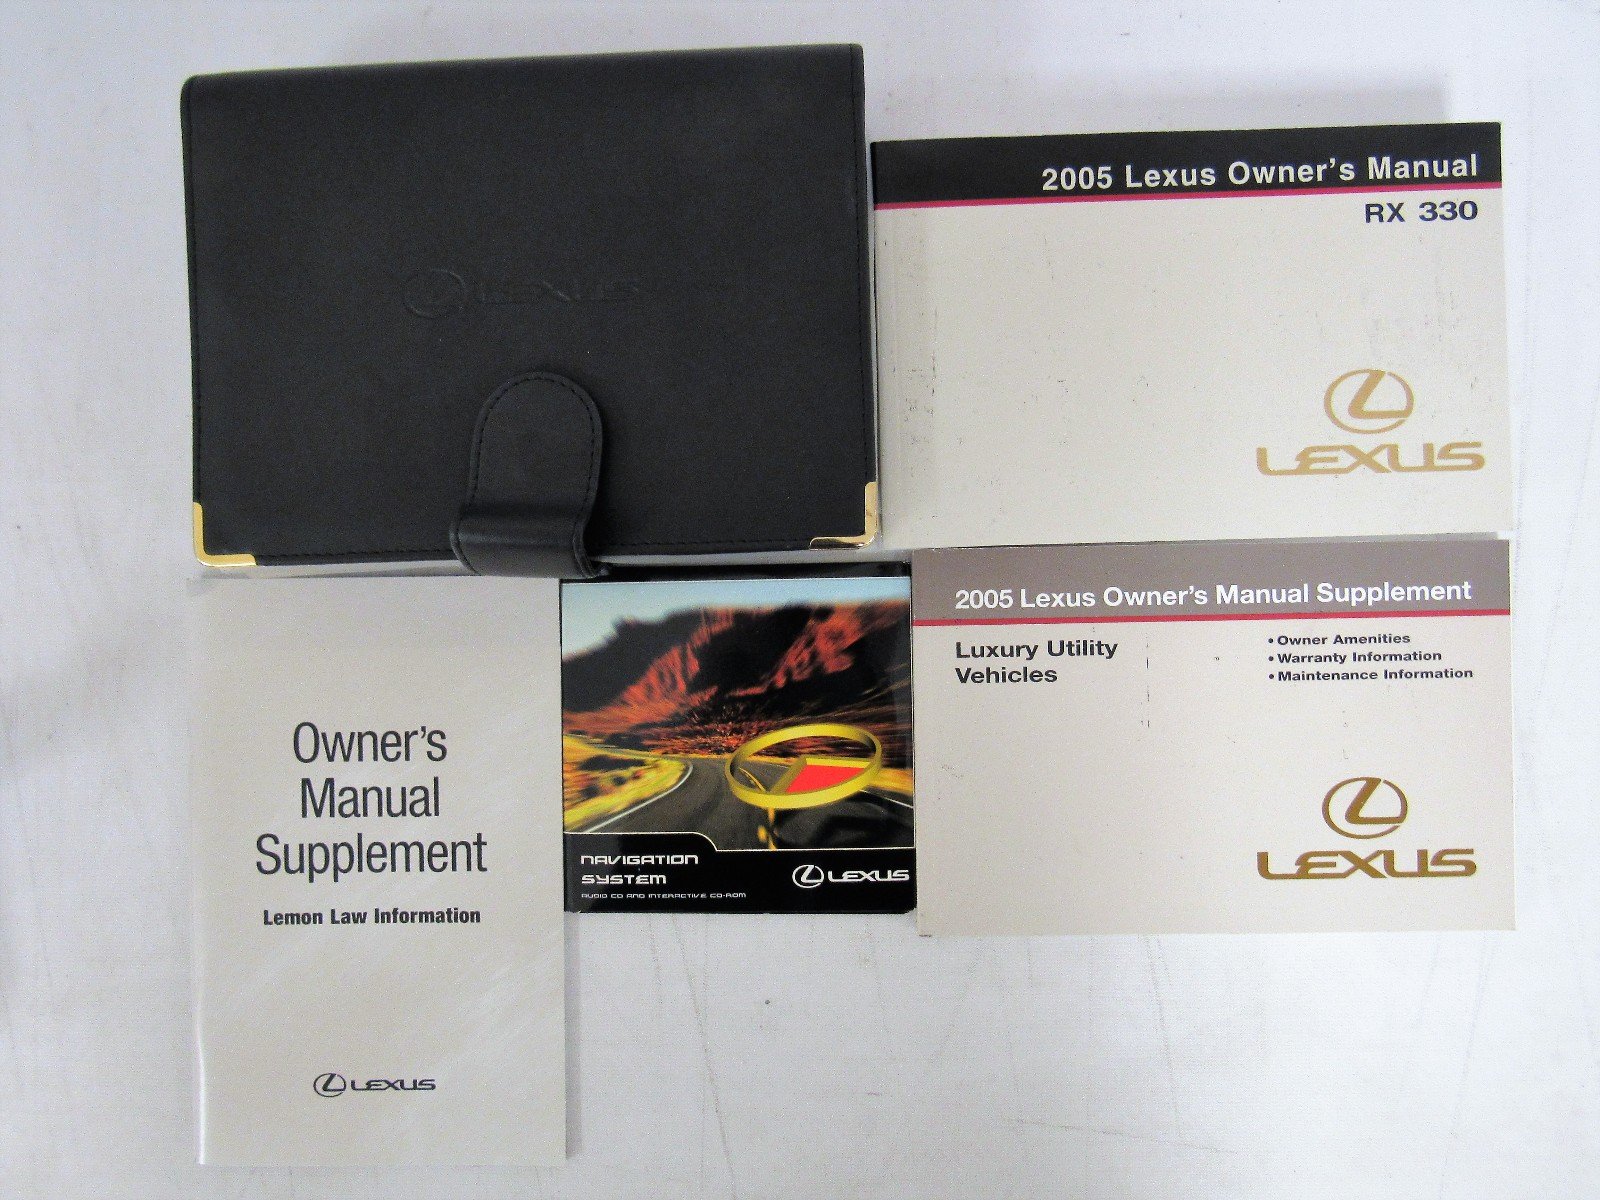 LEXUS
2005 Lexus Owner's Manual
RX 330
LEXUS
Owner's
Manual
Supplement
Lemon Law Information
LEXUS
NAVIGATION
SYSTEM
AUDIO CD AND INTERACTIVE CD-ROM
LEXUS
2005 Lexus Owner's Manual Supplement
Luxury Utility
Vehicles
• Owner Amenities
• Warranty Information
• Maintenance Information
LEXUS